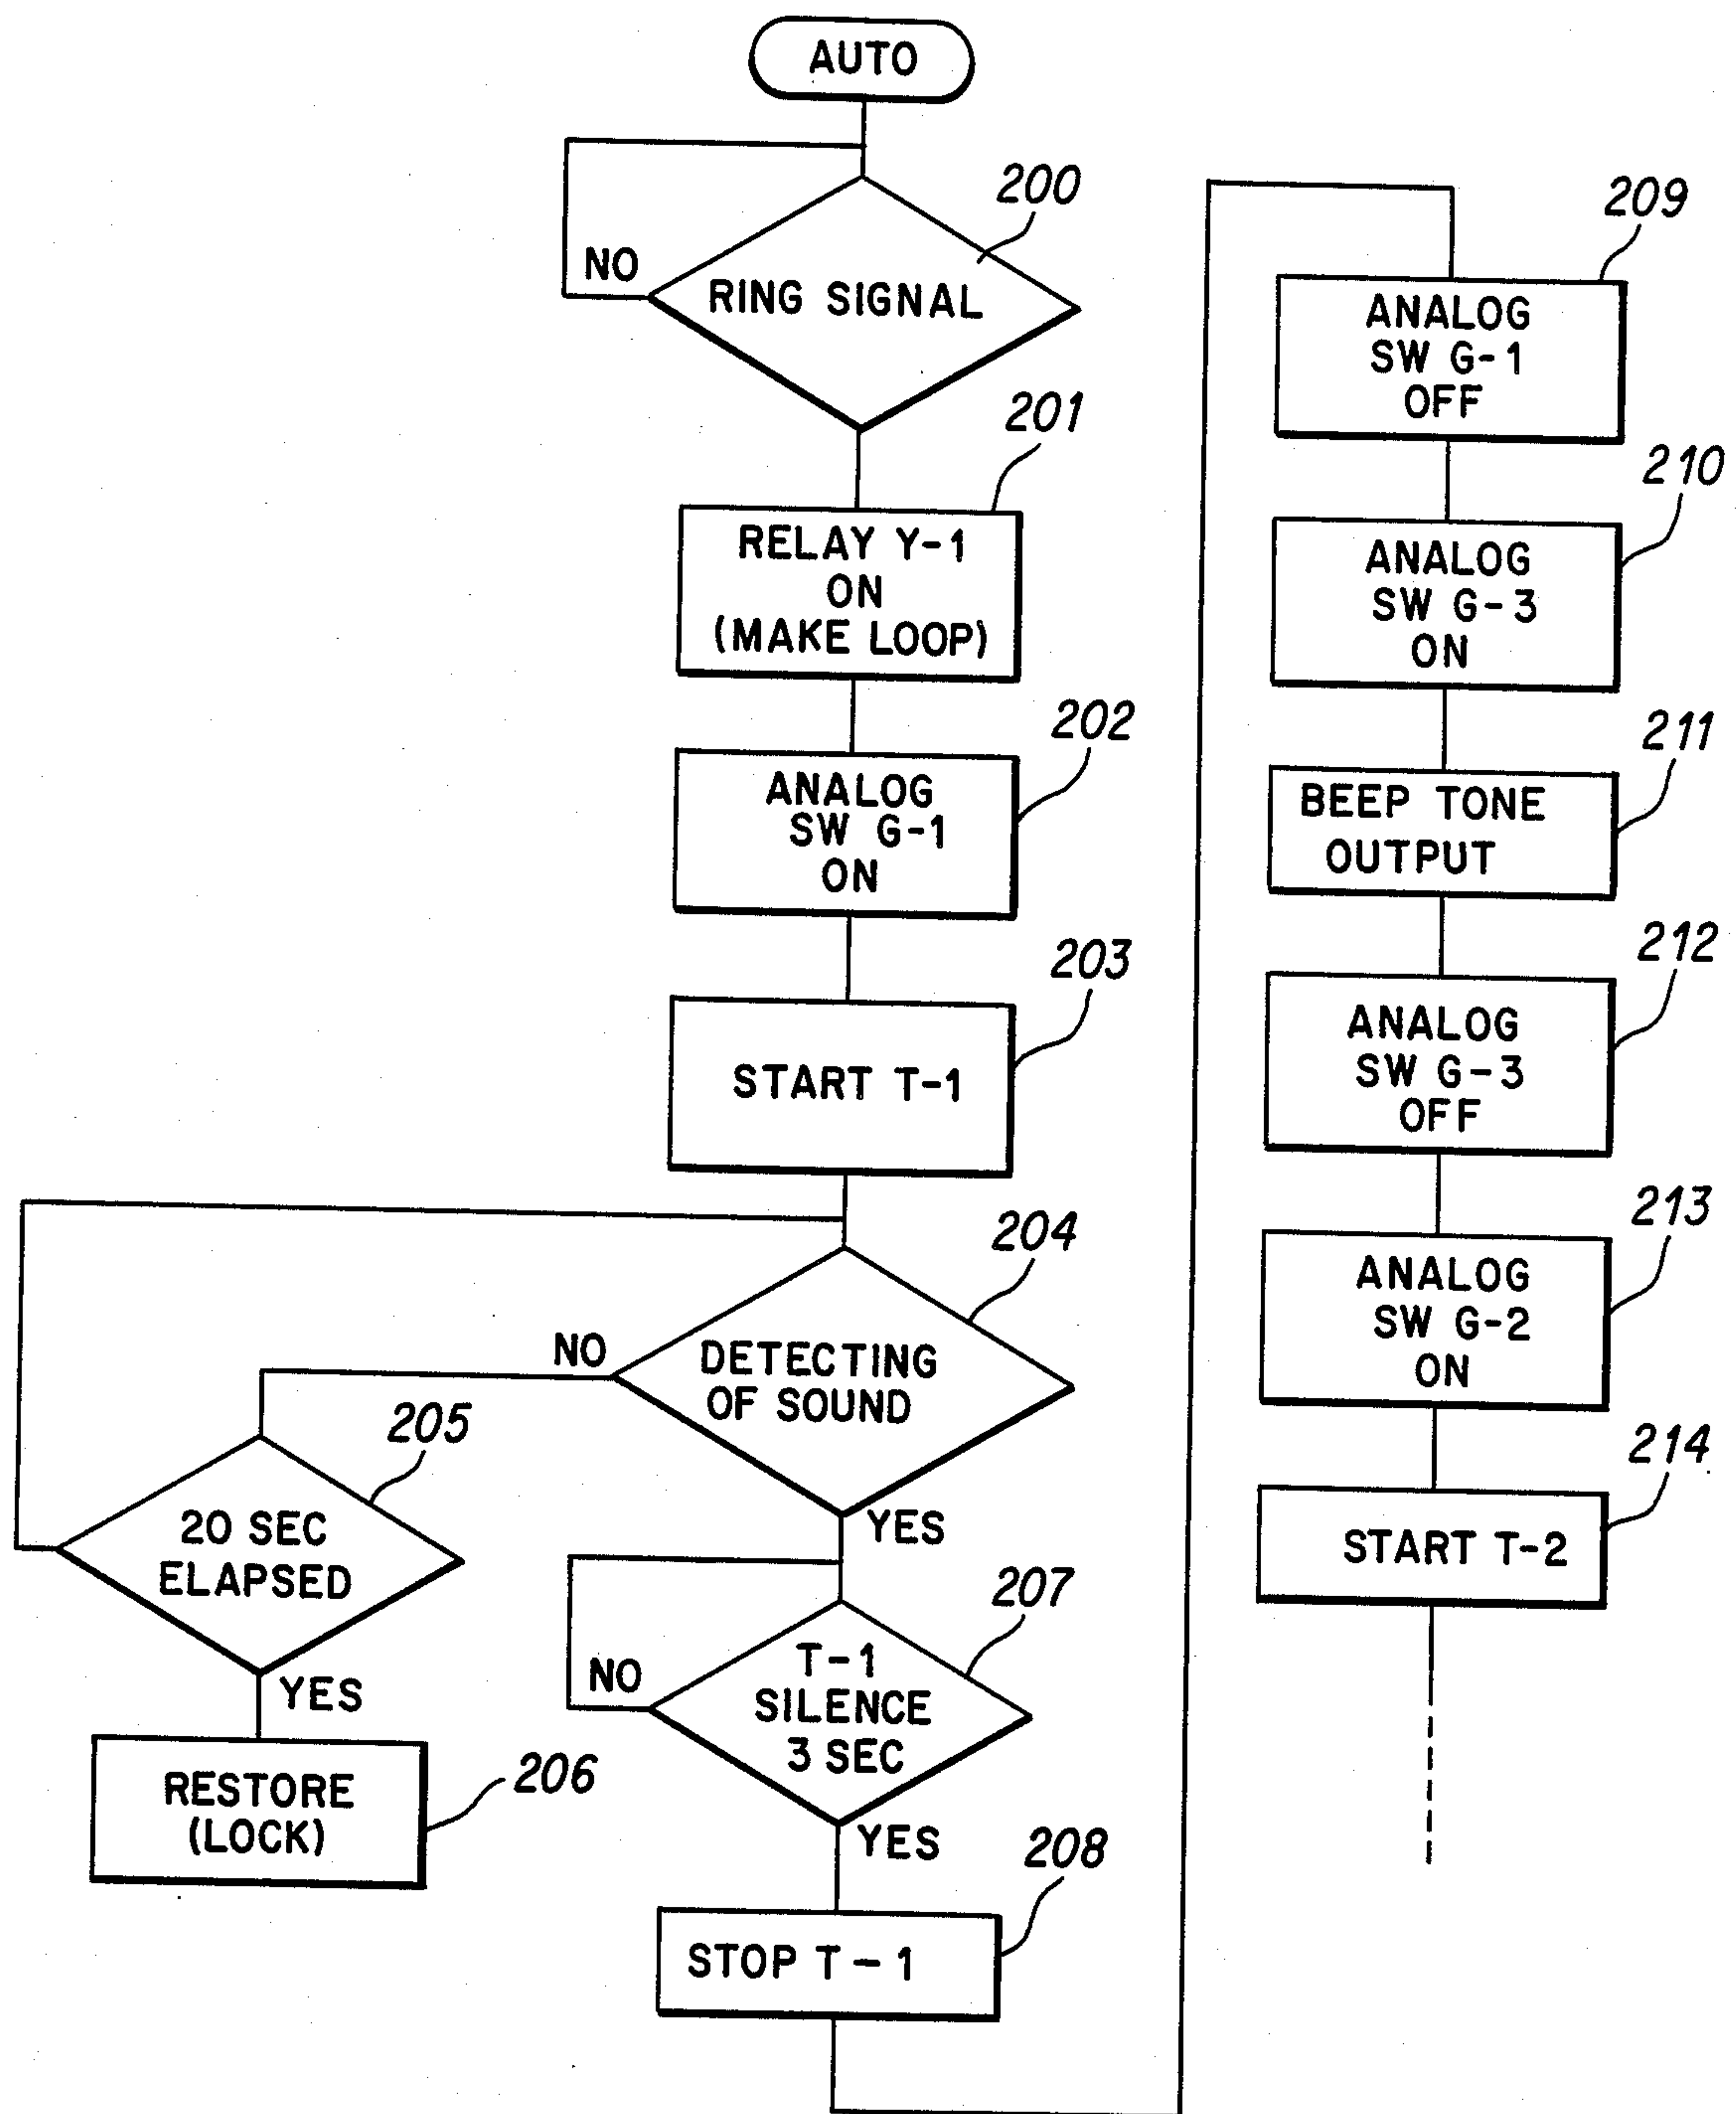 AUTO
200
NO
RING SIGNAL
201
RELAY Y-1
ON
(MAKE LOOP)
202
ANALOG
SW G-1
ON
203
START T-1
204
NO
DETECTING
OF SOUND
205
20 SEC
ELAPSED
YES
YES
206
RESTORE
(LOCK)
207
NO
T-1
SILENCE
3 SEC
YES
208
STOP T-1
209
ANALOG
SW G-1
OFF
210
ANALOG
SW G-3
ON
211
BEEP TONE
OUTPUT
212
ANALOG
SW G-3
OFF
213
ANALOG
SW G-2
ON
214
START T-2